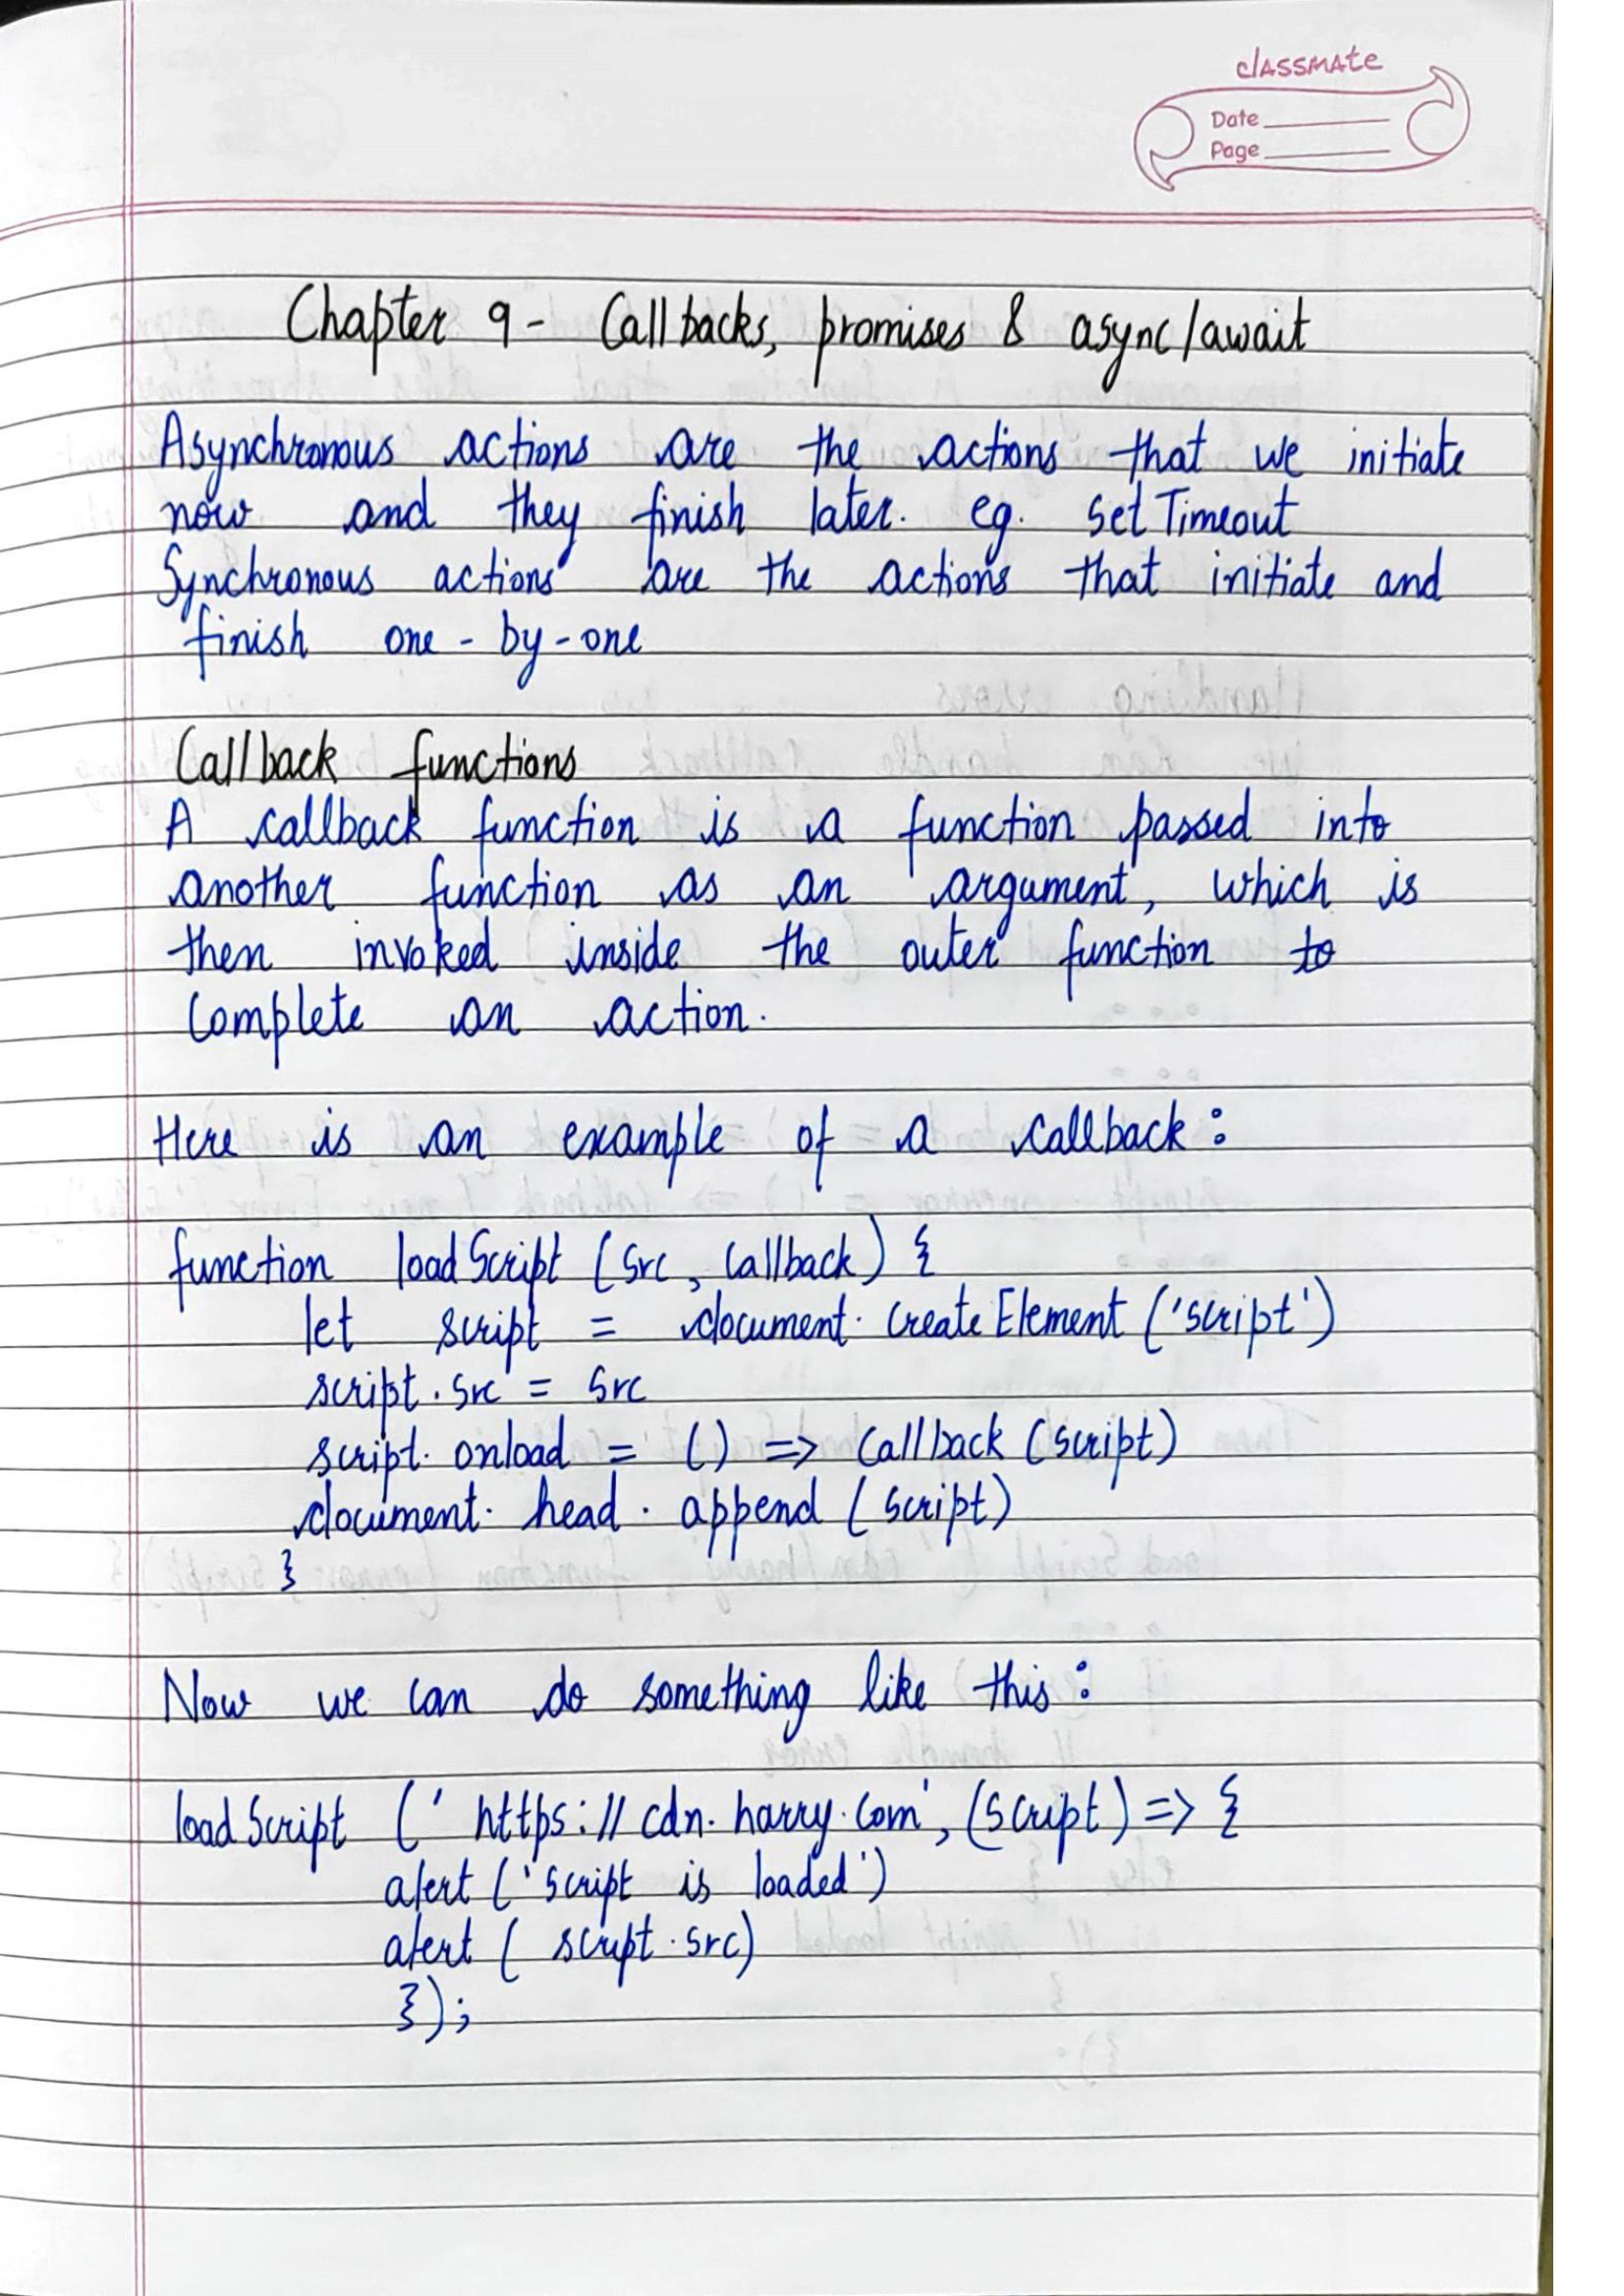 classmate
Date
Page
Chapter 9 - Callbacks, promises & async/await
Asynchronous actions are the actions that we initiate
now and they finish later. eg. setTimeout
Synchronous actions are the actions that initiate and
finish one-by-one
Callback functions
A callback function is a function passed into
another function as an argument, which is
then invoked inside the outer function to
complete an action.
Here is an example of a callback:
function loadScript (src, callback) {
let script = document.createElement('script')
script.src = src
script.onload = () => callback (script)
document.head.append (script)
}
Now we can do something like this:
loadScript ('https://cdn.harry.com', (script) => {
alert ('script is loaded')
alert (script.src)
});